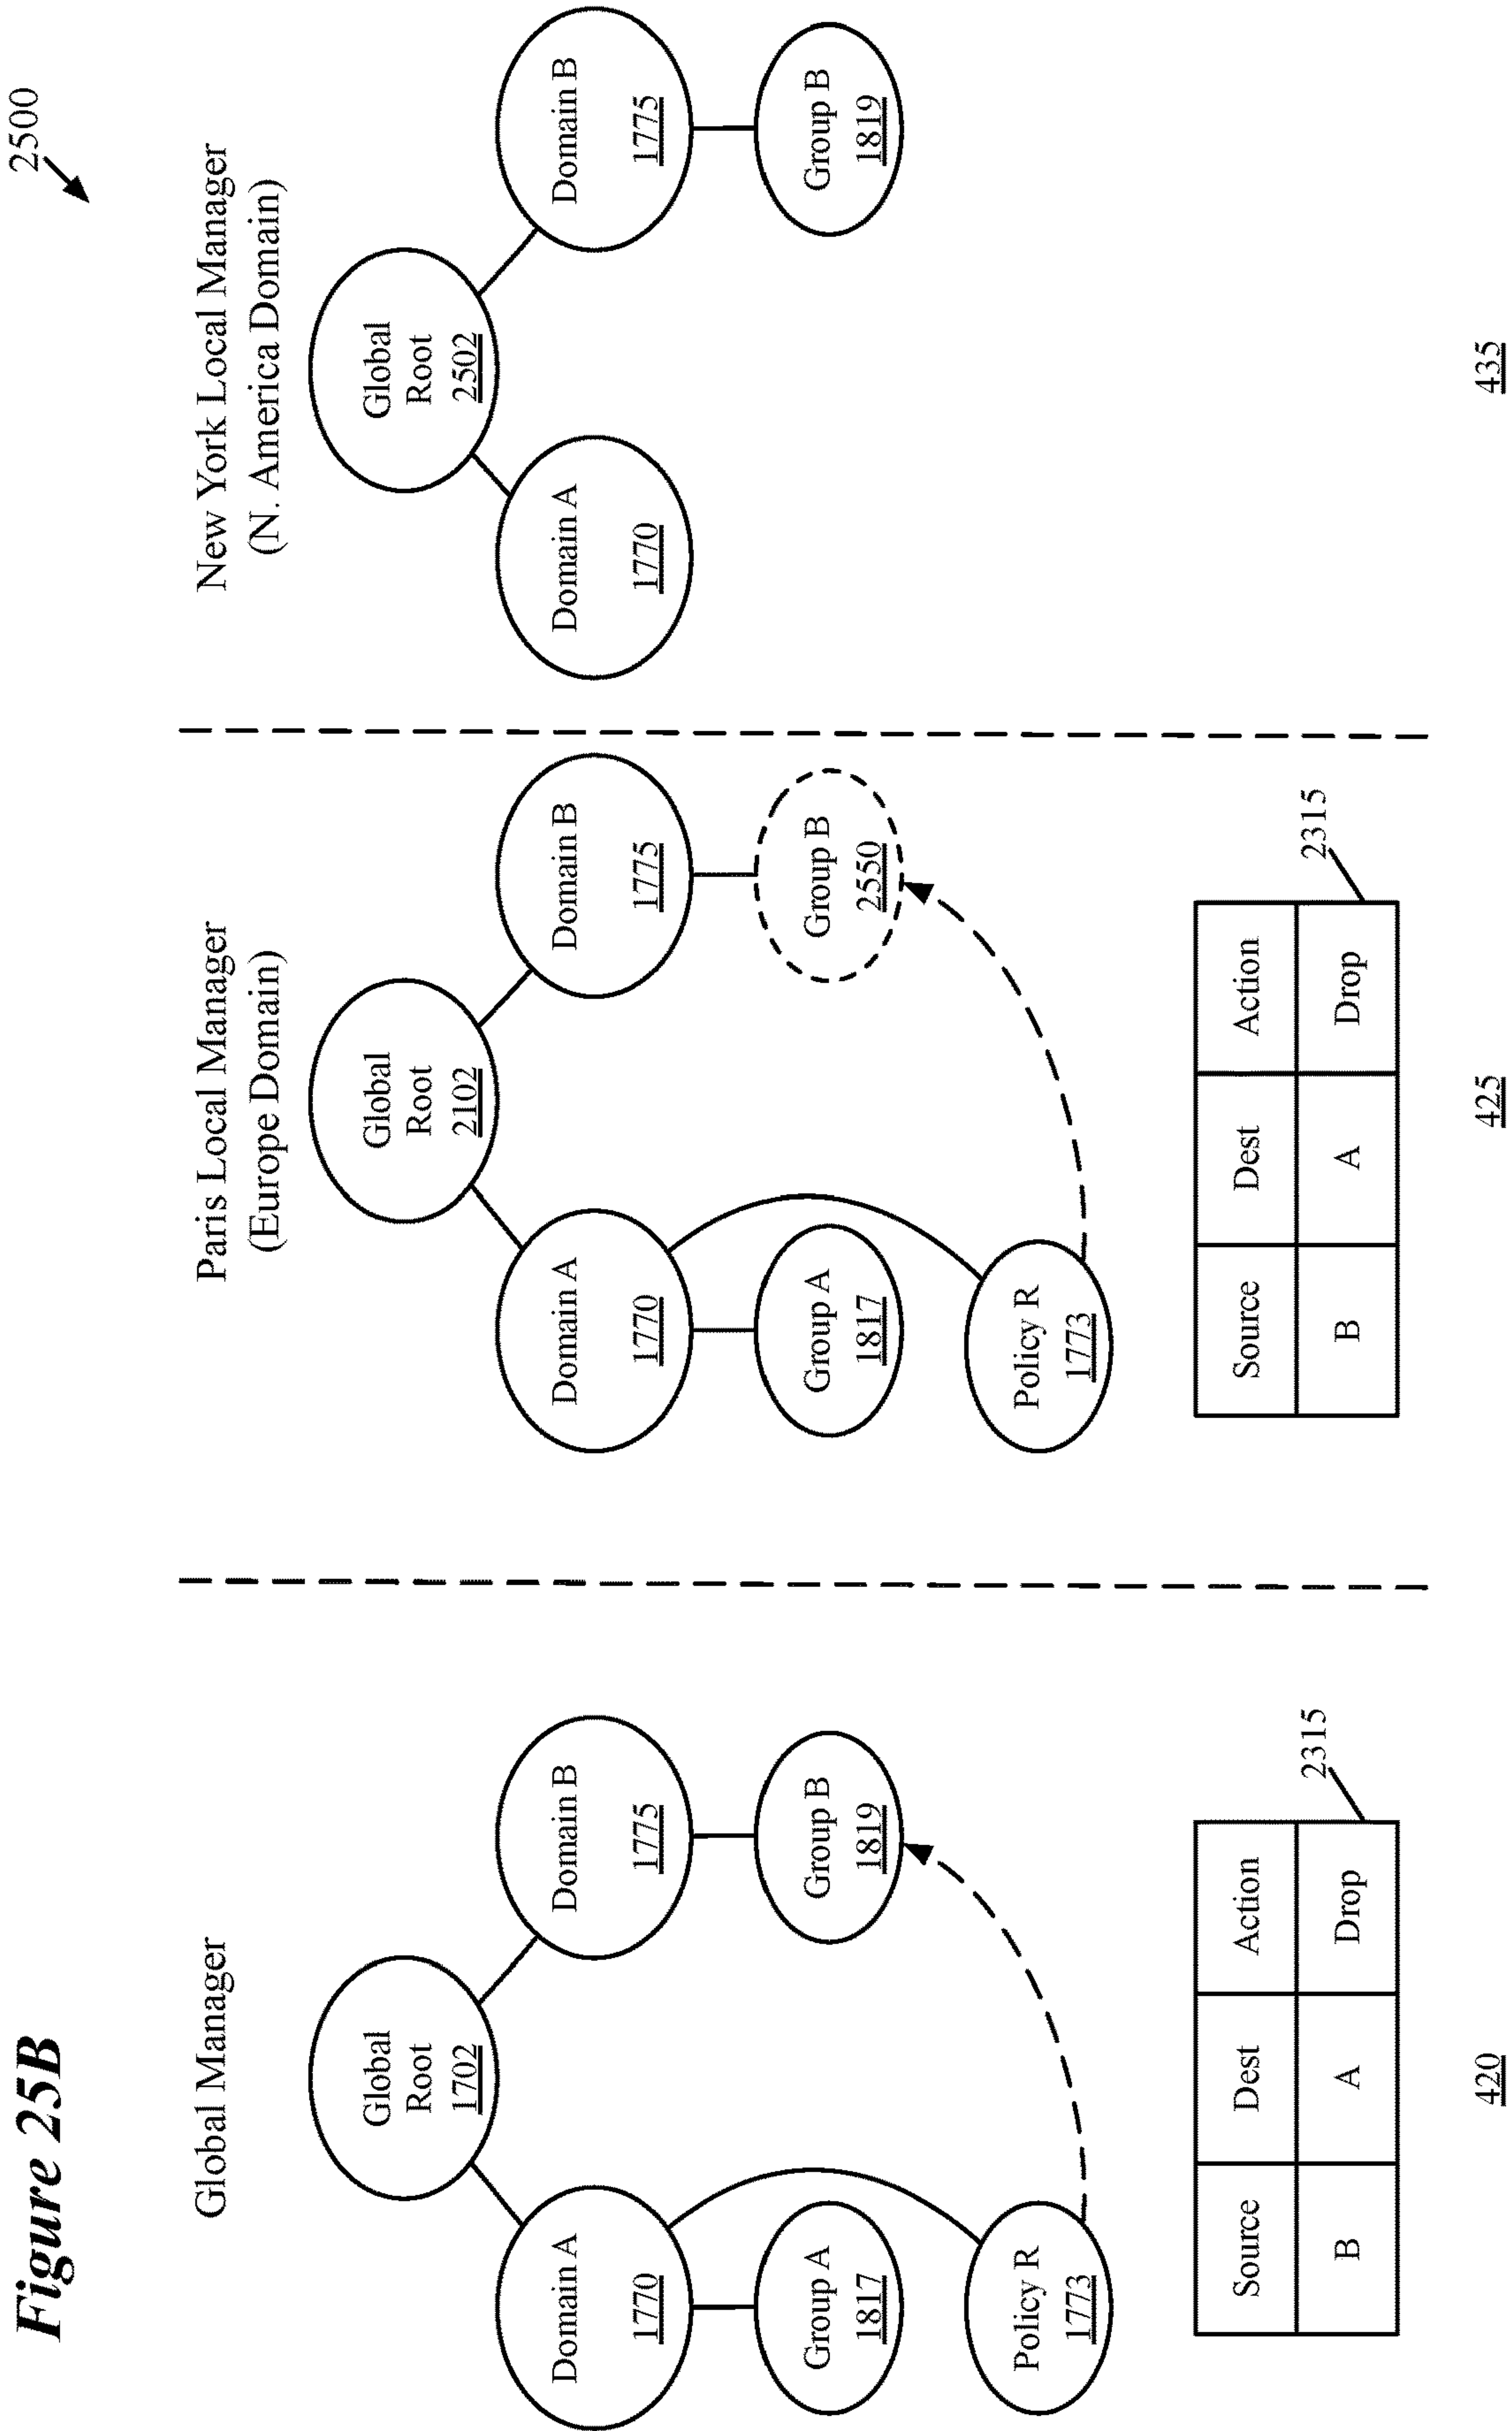 Figure 25B
2500
Global Manager
Global
Root
1702
Domain A
1770
Domain B
1775
Group A
1817
Group B
1819
Policy R
1773
Source Dest Action
B A Drop
2315
420
Paris Local Manager
(Europe Domain)
Global
Root
2102
Domain A
1770
Domain B
1775
Group A
1817
Group B
2550
Policy R
1773
Source Dest Action
B A Drop
2315
425
New York Local Manager
(N. America Domain)
Global
Root
2502
Domain A
1770
Domain B
1775
Group B
1819
435